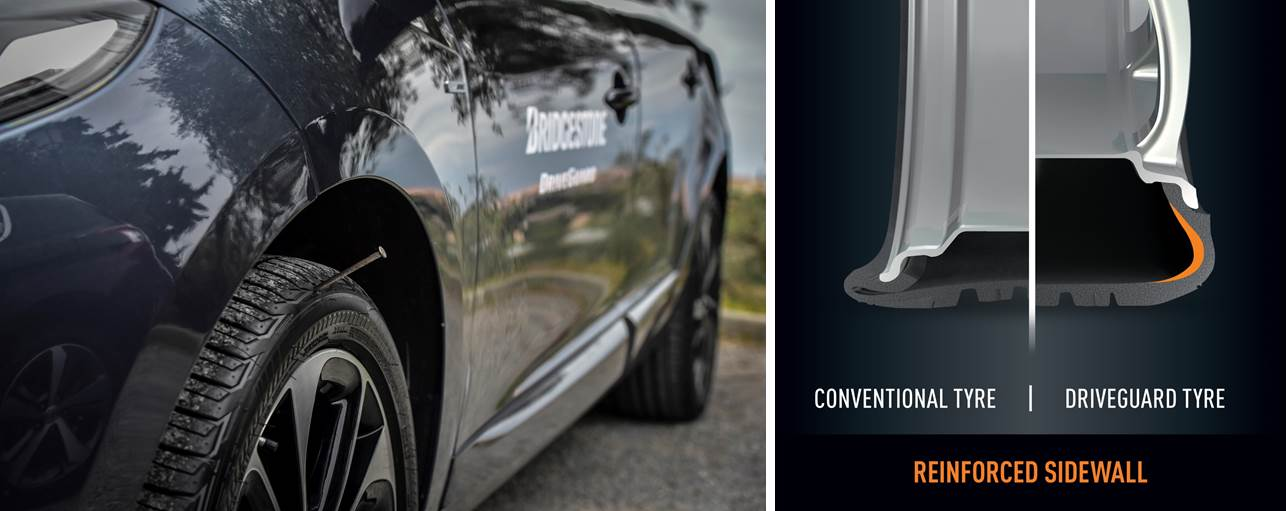 BRIDGESTONE
DRIVEGUARD
CONVENTIONAL TYRE | DRIVEGUARD TYRE
REINFORCED SIDEWALL